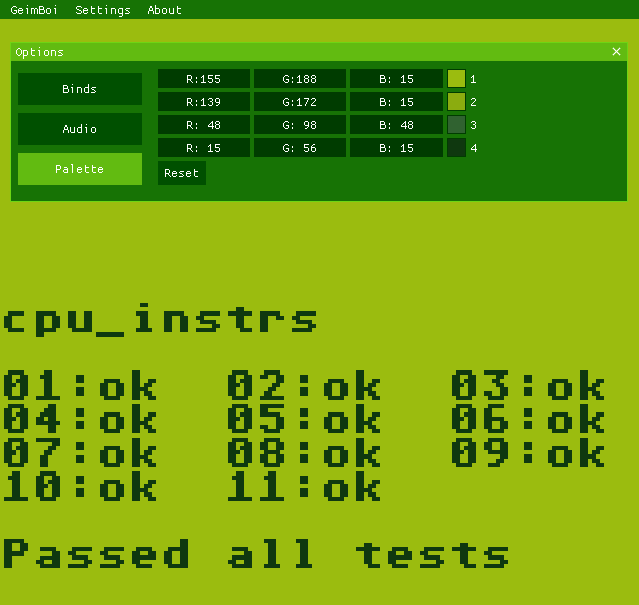 GeimBoi Settings About
Options ×
Binds
Audio
Palette
R:155 G:188 B: 15 1
R:139 G:172 B: 15 2
R: 48 G: 98 B: 48 3
R: 15 G: 56 B: 15 4
Reset
cpu_instrs
01:ok 02:ok 03:ok
04:ok 05:ok 06:ok
07:ok 08:ok 09:ok
10:ok 11:ok
Passed all tests